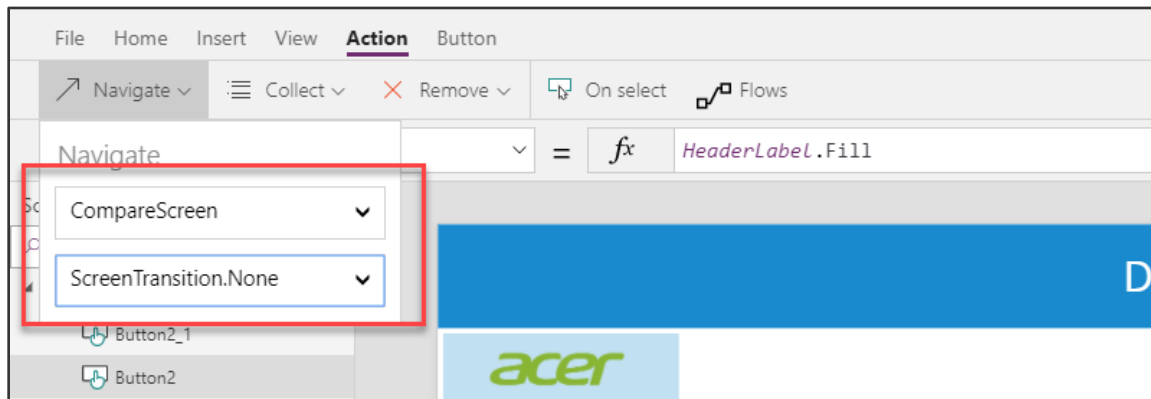 File Home Insert View Action Button
Navigate Collect Remove On select Flows
Navigate
= fx HeaderLabel.Fill
CompareScreen
Sc
ScreenTransition.None
D
Button2_1
acer
Button2